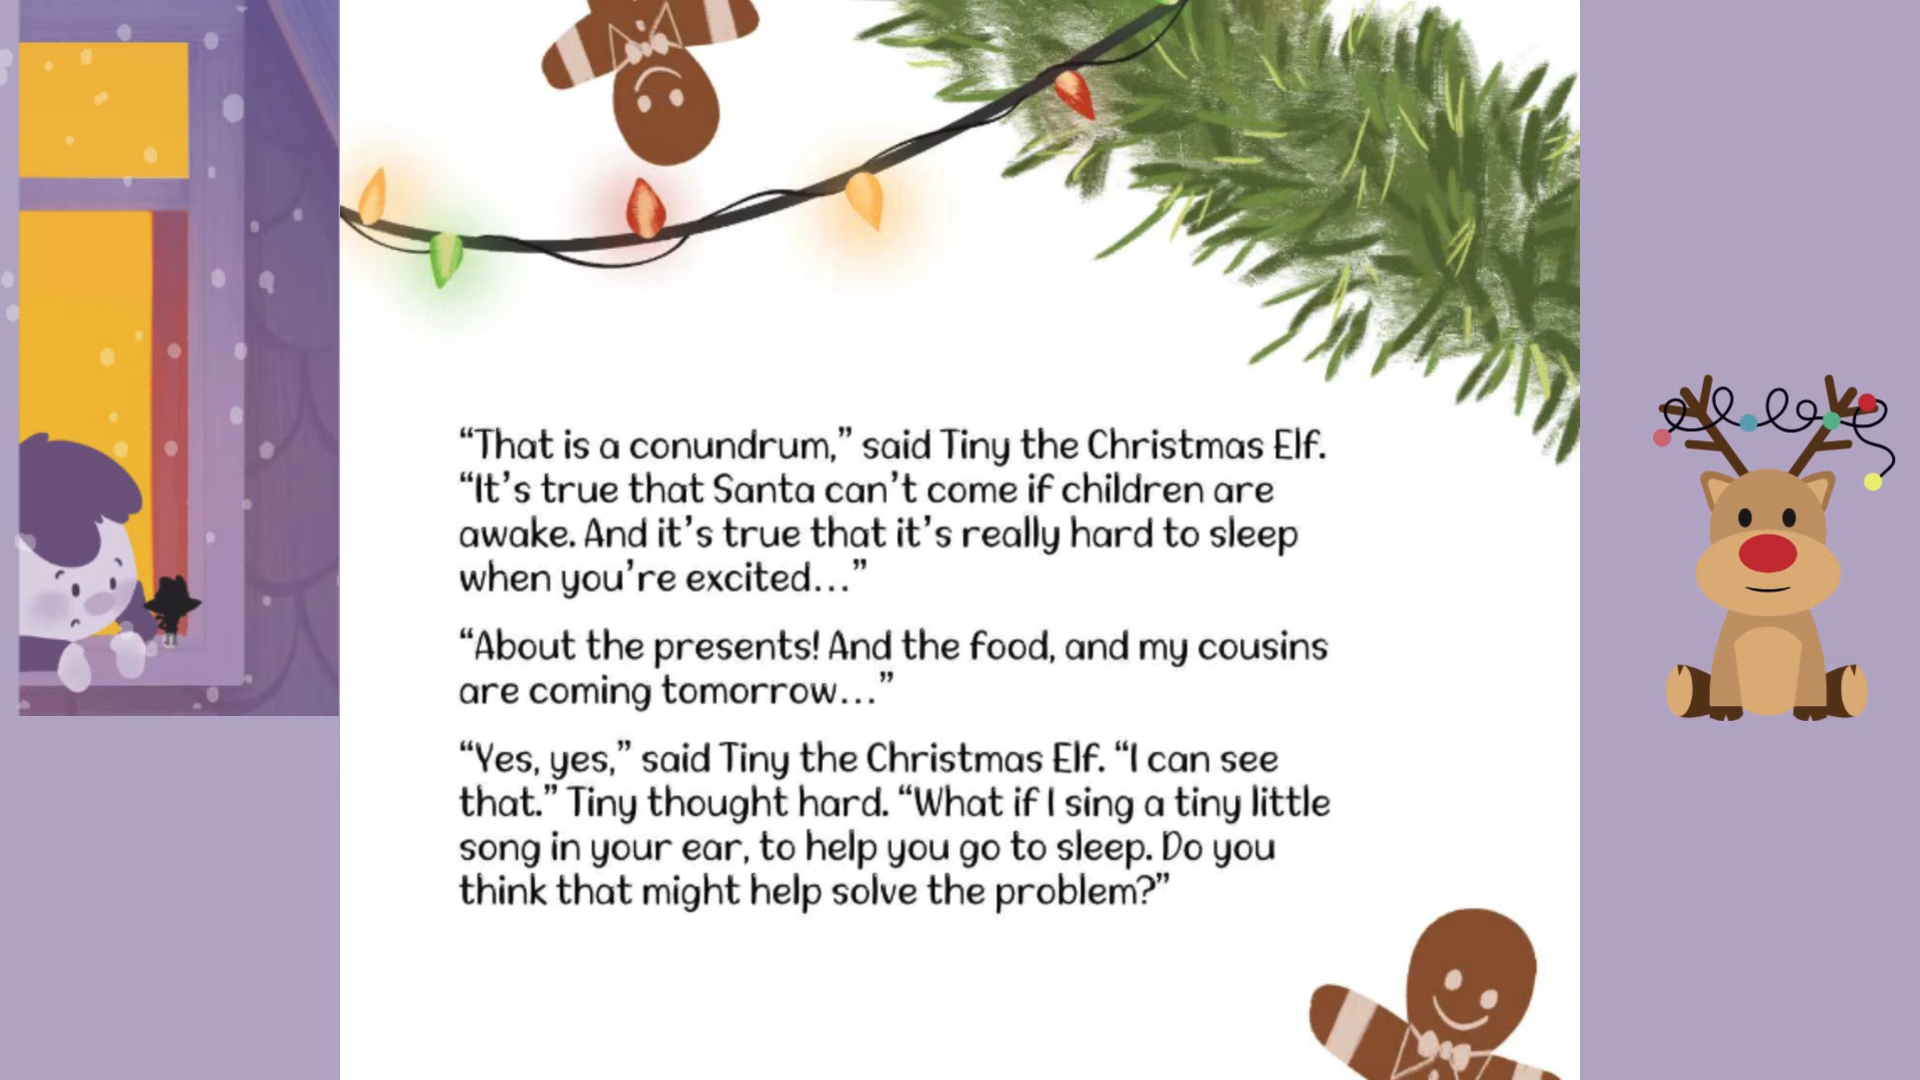 “That is a conundrum,” said Tiny the Christmas Elf.
“It’s true that Santa can’t come if children are
awake. And it’s true that it’s really hard to sleep
when you’re excited...”
“About the presents! And the food, and my cousins
are coming tomorrow...”
“Yes, yes,” said Tiny the Christmas Elf. “I can see
that.” Tiny thought hard. “What if I sing a tiny little
song in your ear, to help you go to sleep. Do you
think that might help solve the problem?”